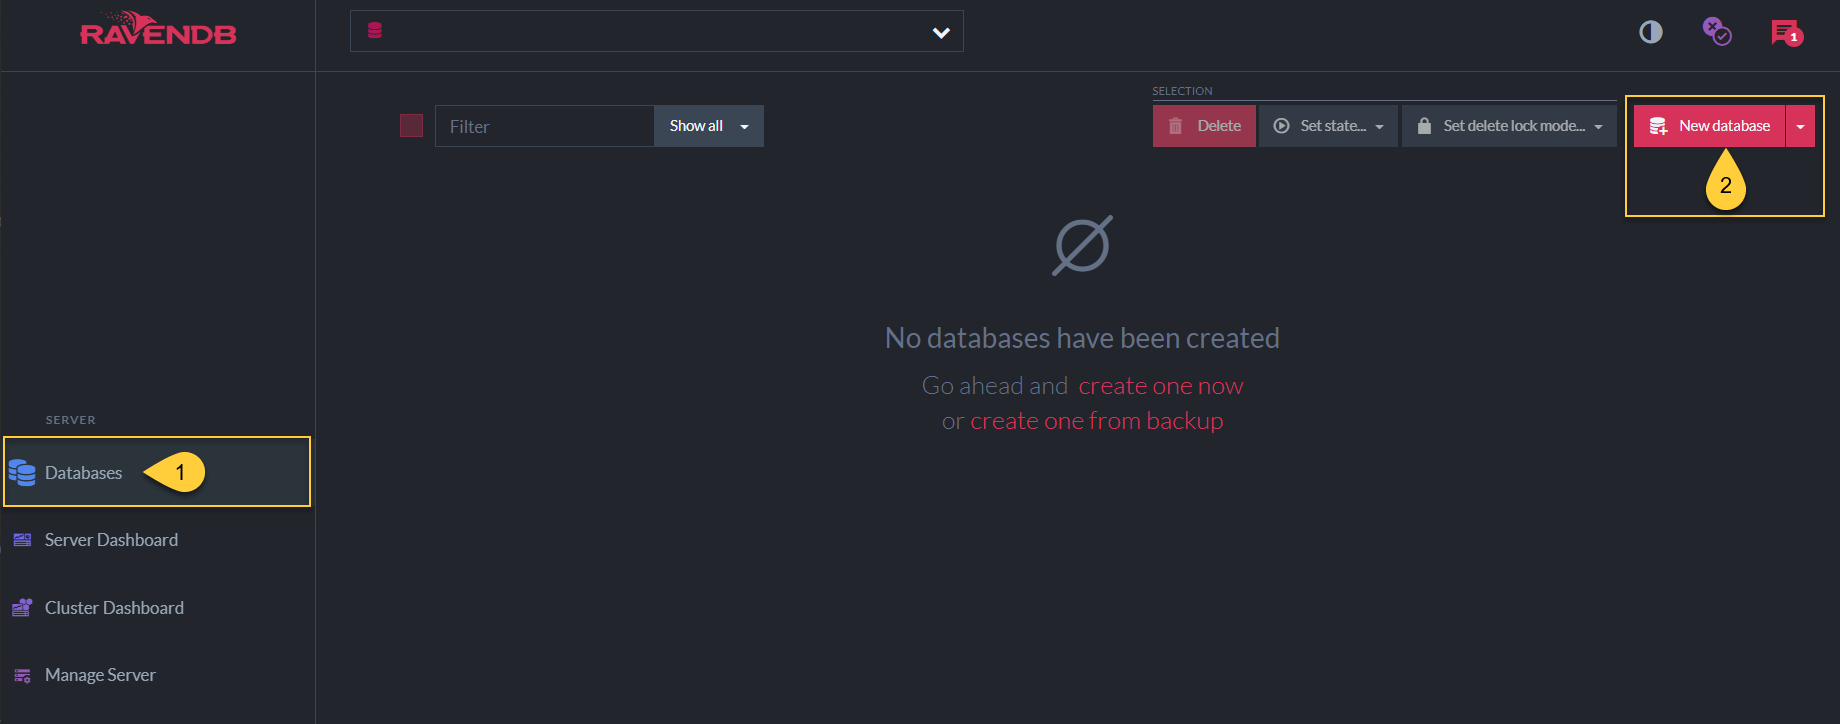 RAVENDB
1
SELECTION
Filter
Show all
Delete
Set state...
Set delete lock mode...
New database
2
No databases have been created
Go ahead and create one now
or create one from backup
SERVER
Databases
1
Server Dashboard
Cluster Dashboard
Manage Server